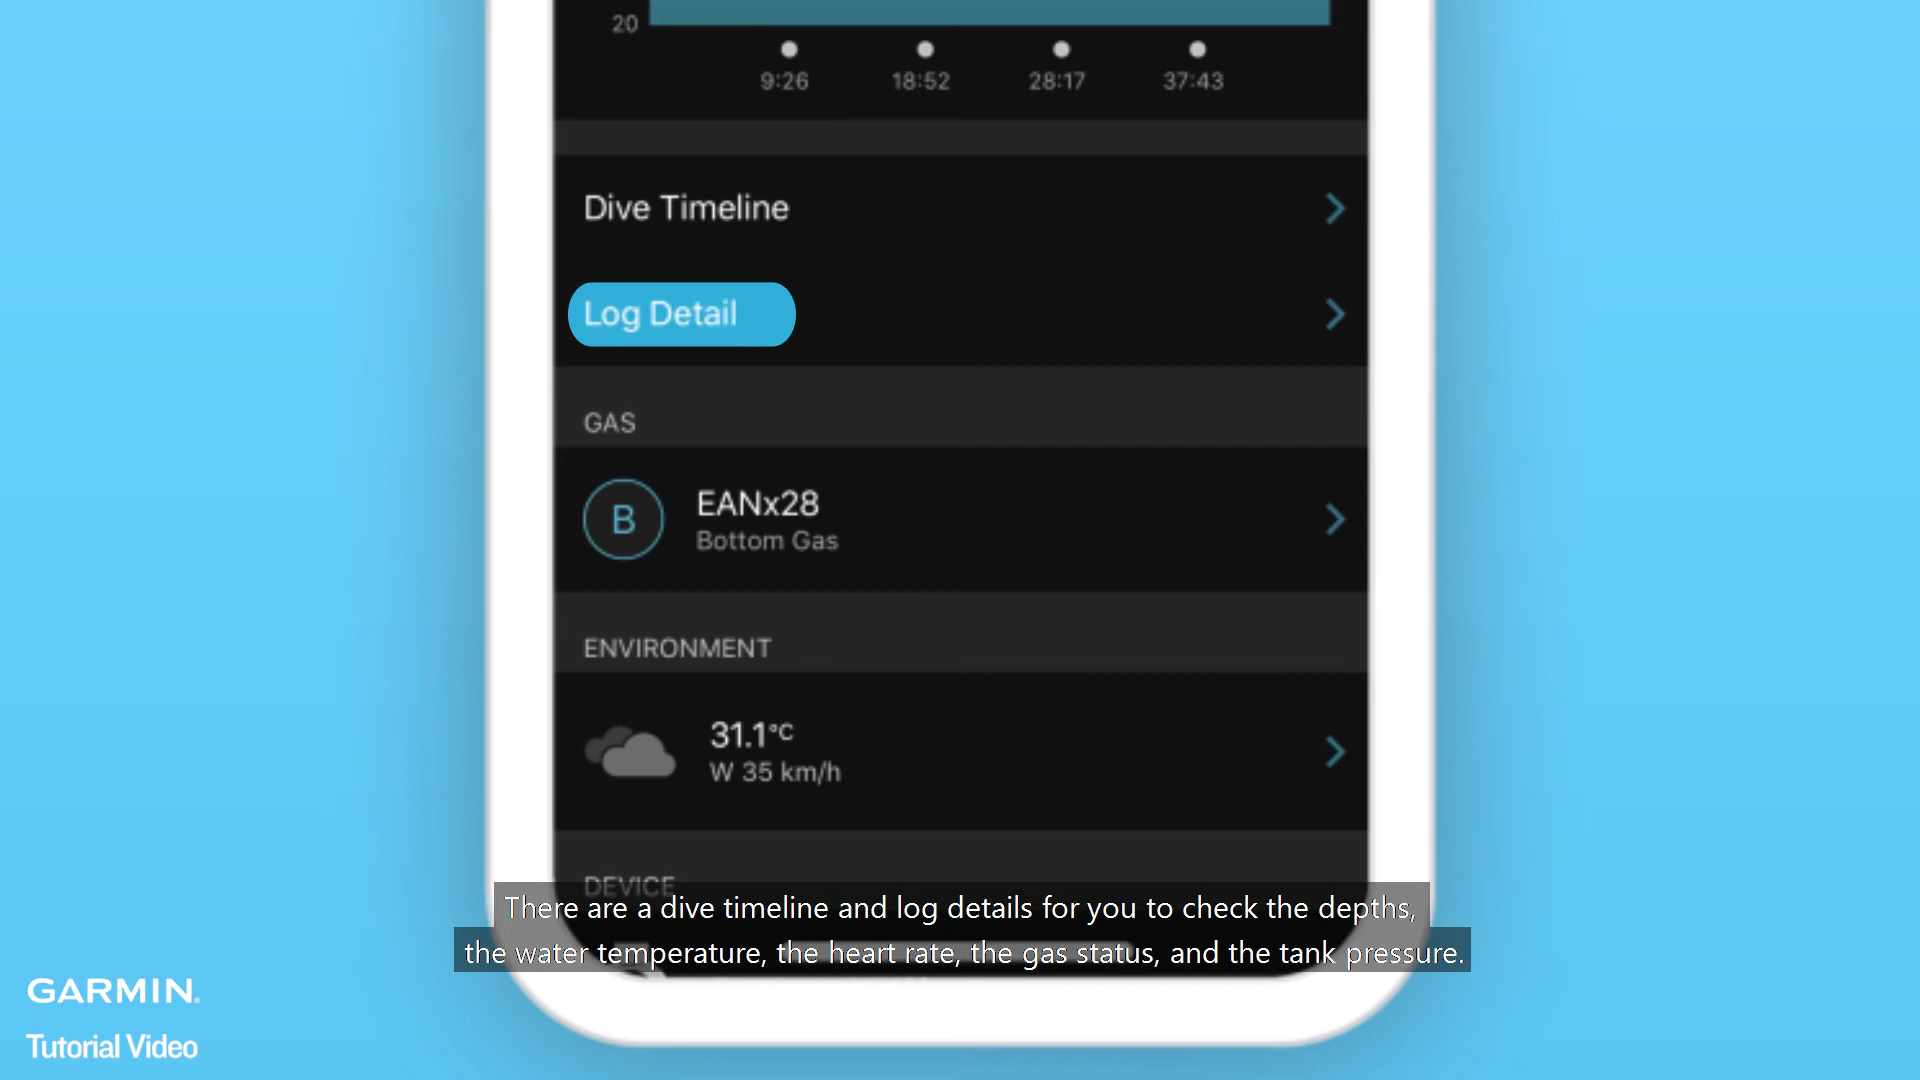 20
9:26 18:52 28:17 37:43
Dive Timeline
Log Detail
GAS
B
EANx28
Bottom Gas
ENVIRONMENT
31.1°C
W 35 km/h
DEVICE
There are a dive timeline and log details for you to check the depths,
the water temperature, the heart rate, the gas status, and the tank pressure.
GARMIN.
Tutorial Video